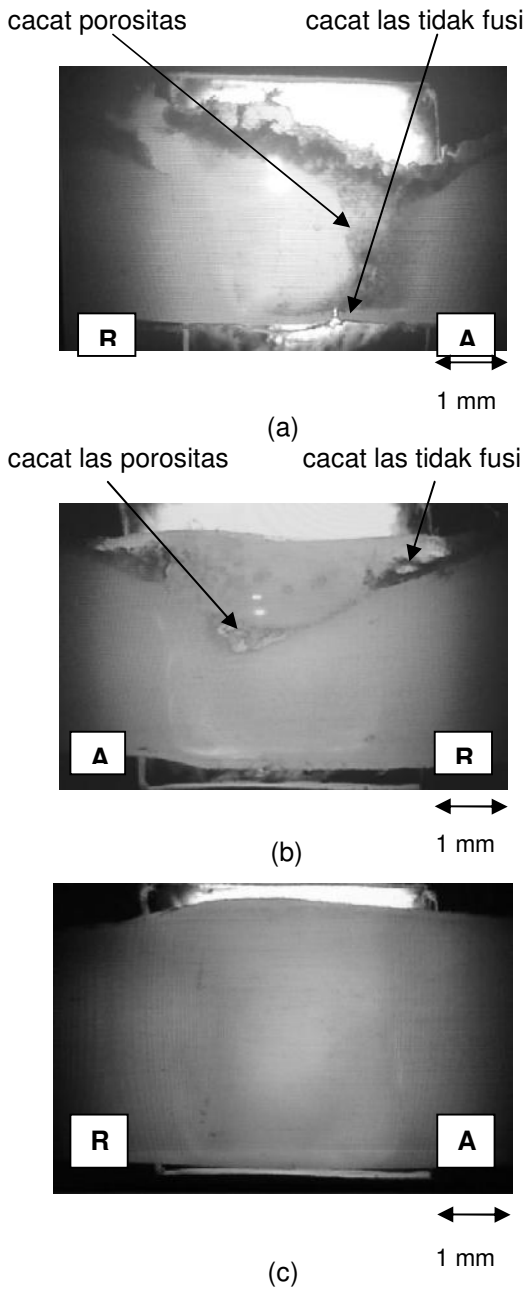 cacat porositas cacat las tidak fusi
R A
1 mm
(a)
cacat las porositas cacat las tidak fusi
A R
1 mm
(b)
R A
1 mm
(c)